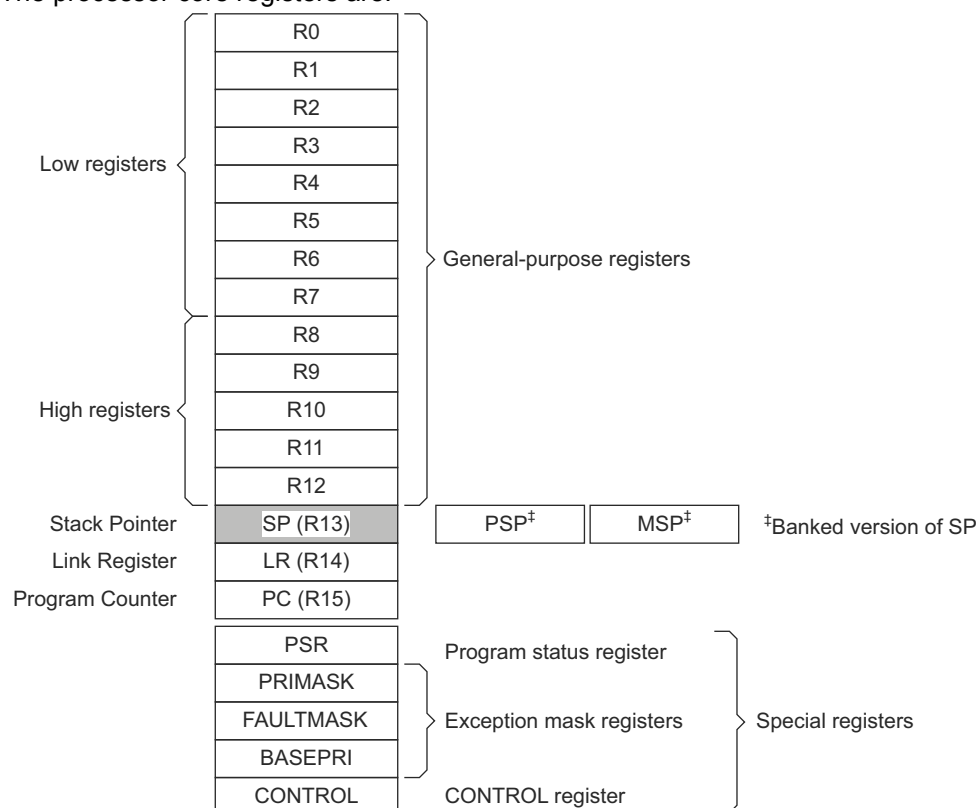 The processor core registers are:
R0
R1
R2
R3
Low registers
R4
R5
R6
General-purpose registers
R7
R8
R9
High registers
R10
R11
R12
Stack Pointer SP (R13) PSP‡ MSP‡ ‡Banked version of SP
Link Register LR (R14)
Program Counter PC (R15)
PSR Program status register
PRIMASK
FAULTMASK Exception mask registers Special registers
BASEPRI
CONTROL CONTROL register